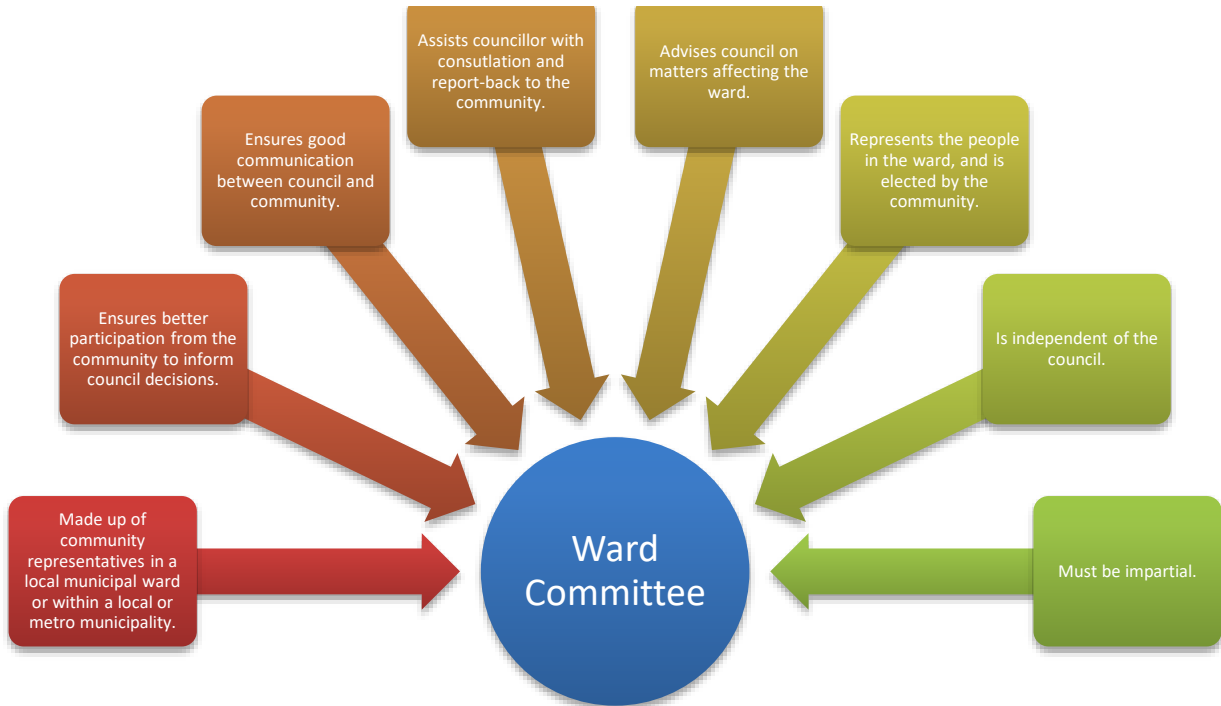 Made up of
community
representatives in a
local municipal ward
or within a local or
metro municipality.
Ensures better
participation from the
community to inform
council decisions.
Ensures good
communication
between council and
community.
Assists councillor with
consutlation and
report-back to the
community.
Advises council on
matters affecting the
ward.
Represents the people
in the ward, and is
elected by the
community.
Is independent of the
council.
Must be impartial.
Ward
Committee